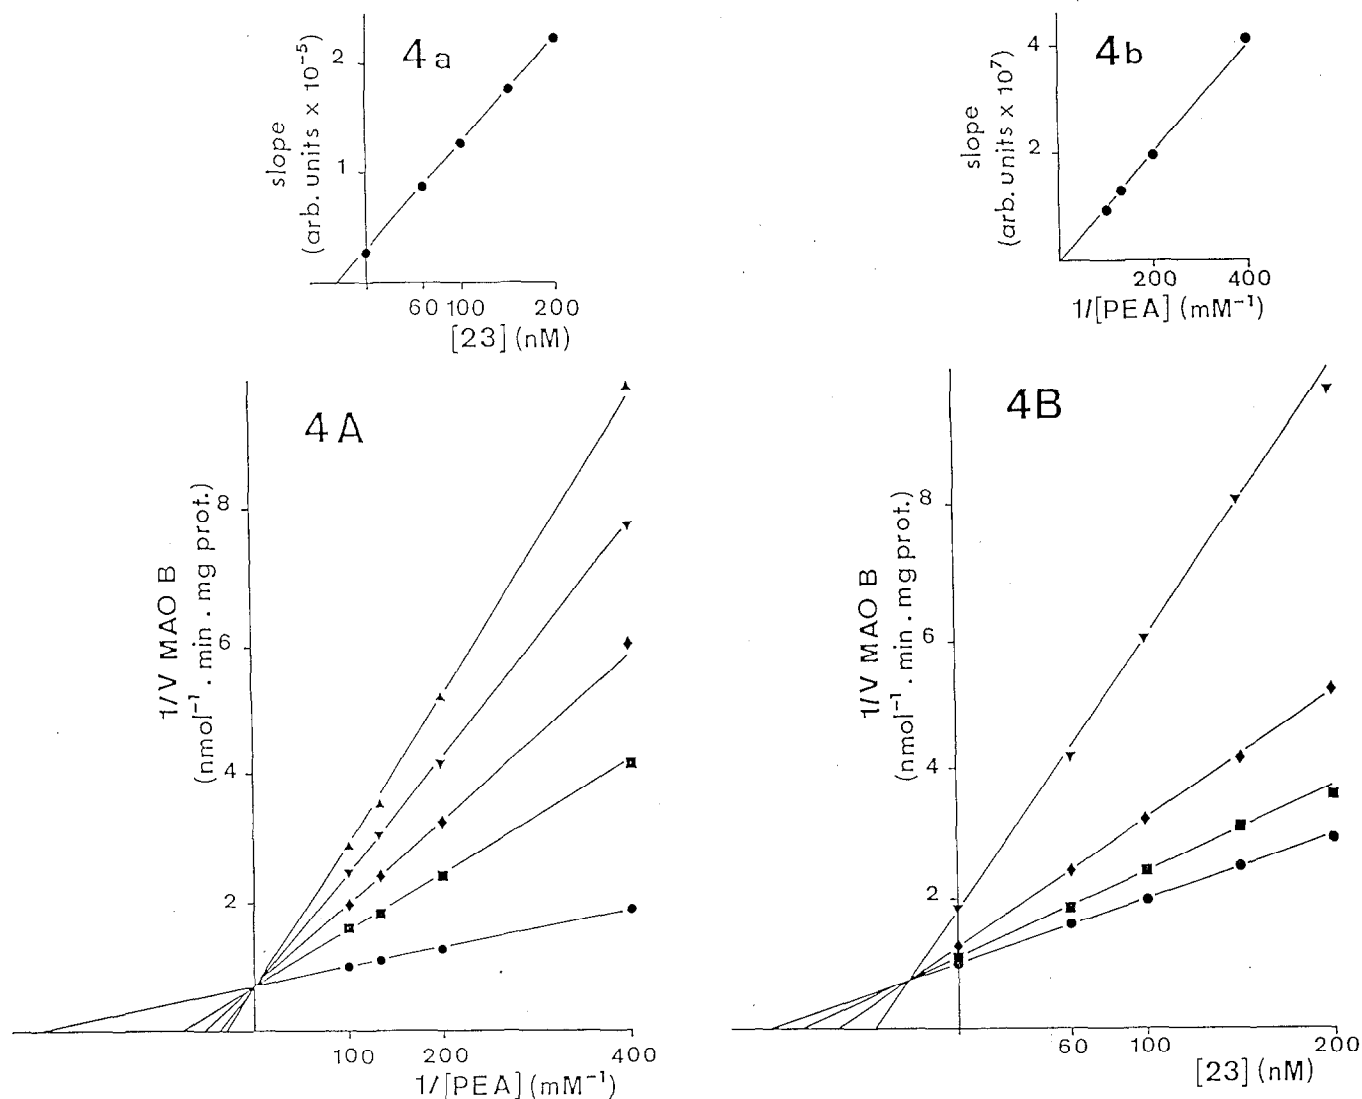 4a
slope
(arb. units x 10⁻⁵)
2
1
60 100 200
[23] (nM)
4b
slope
(arb. units x 10⁷)
4
2
200 400
1/[PEA] (mM⁻¹)
4A
1/V MAO B
(nmol⁻¹ . min . mg prot.)
8
6
4
2
100 200 400
1/[PEA] (mM⁻¹)
4B
1/V MAO B
(nmol⁻¹ . min . mg prot.)
8
6
4
2
60 100 200
[23] (nM)